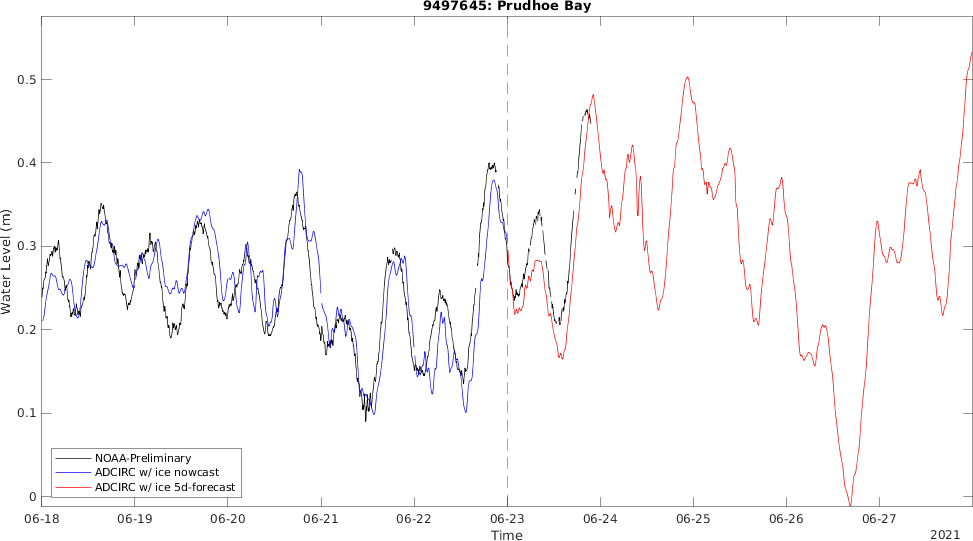 9497645: Prudhoe Bay
0.5
0.4
0.3
0.2
0.1
0
Water Level (m)
NOAA-Preliminary
ADCIRC w/ ice nowcast
ADCIRC w/ ice 5d-forecast
06-18 06-19 06-20 06-21 06-22 06-23 06-24 06-25 06-26 06-27
Time
2021